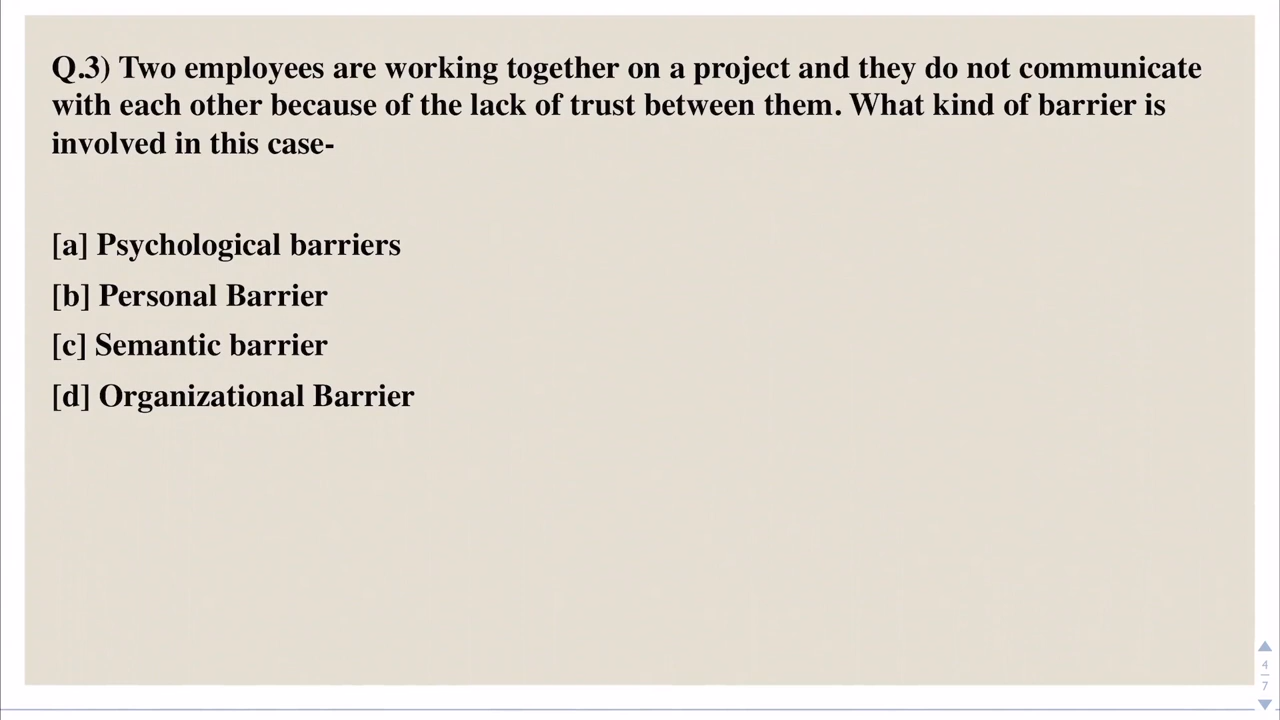 Q.3) Two employees are working together on a project and they do not communicate
with each other because of the lack of trust between them. What kind of barrier is
involved in this case-
[a] Psychological barriers
[b] Personal Barrier
[c] Semantic barrier
[d] Organizational Barrier
4
7